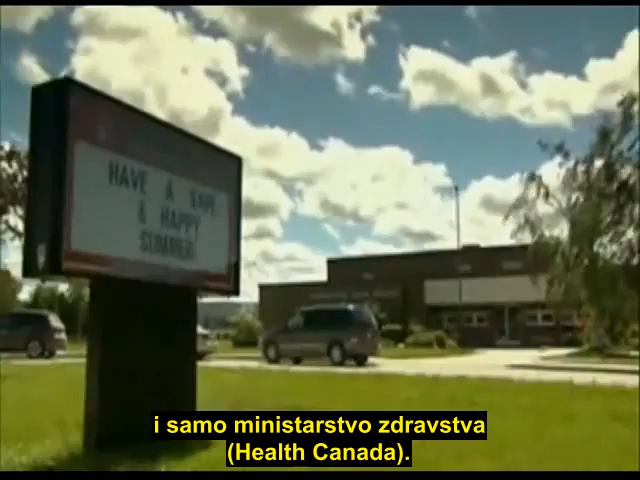 HAVE A SAFE
& HAPPY
SUMMER
i samo ministarstvo zdravstva
(Health Canada).